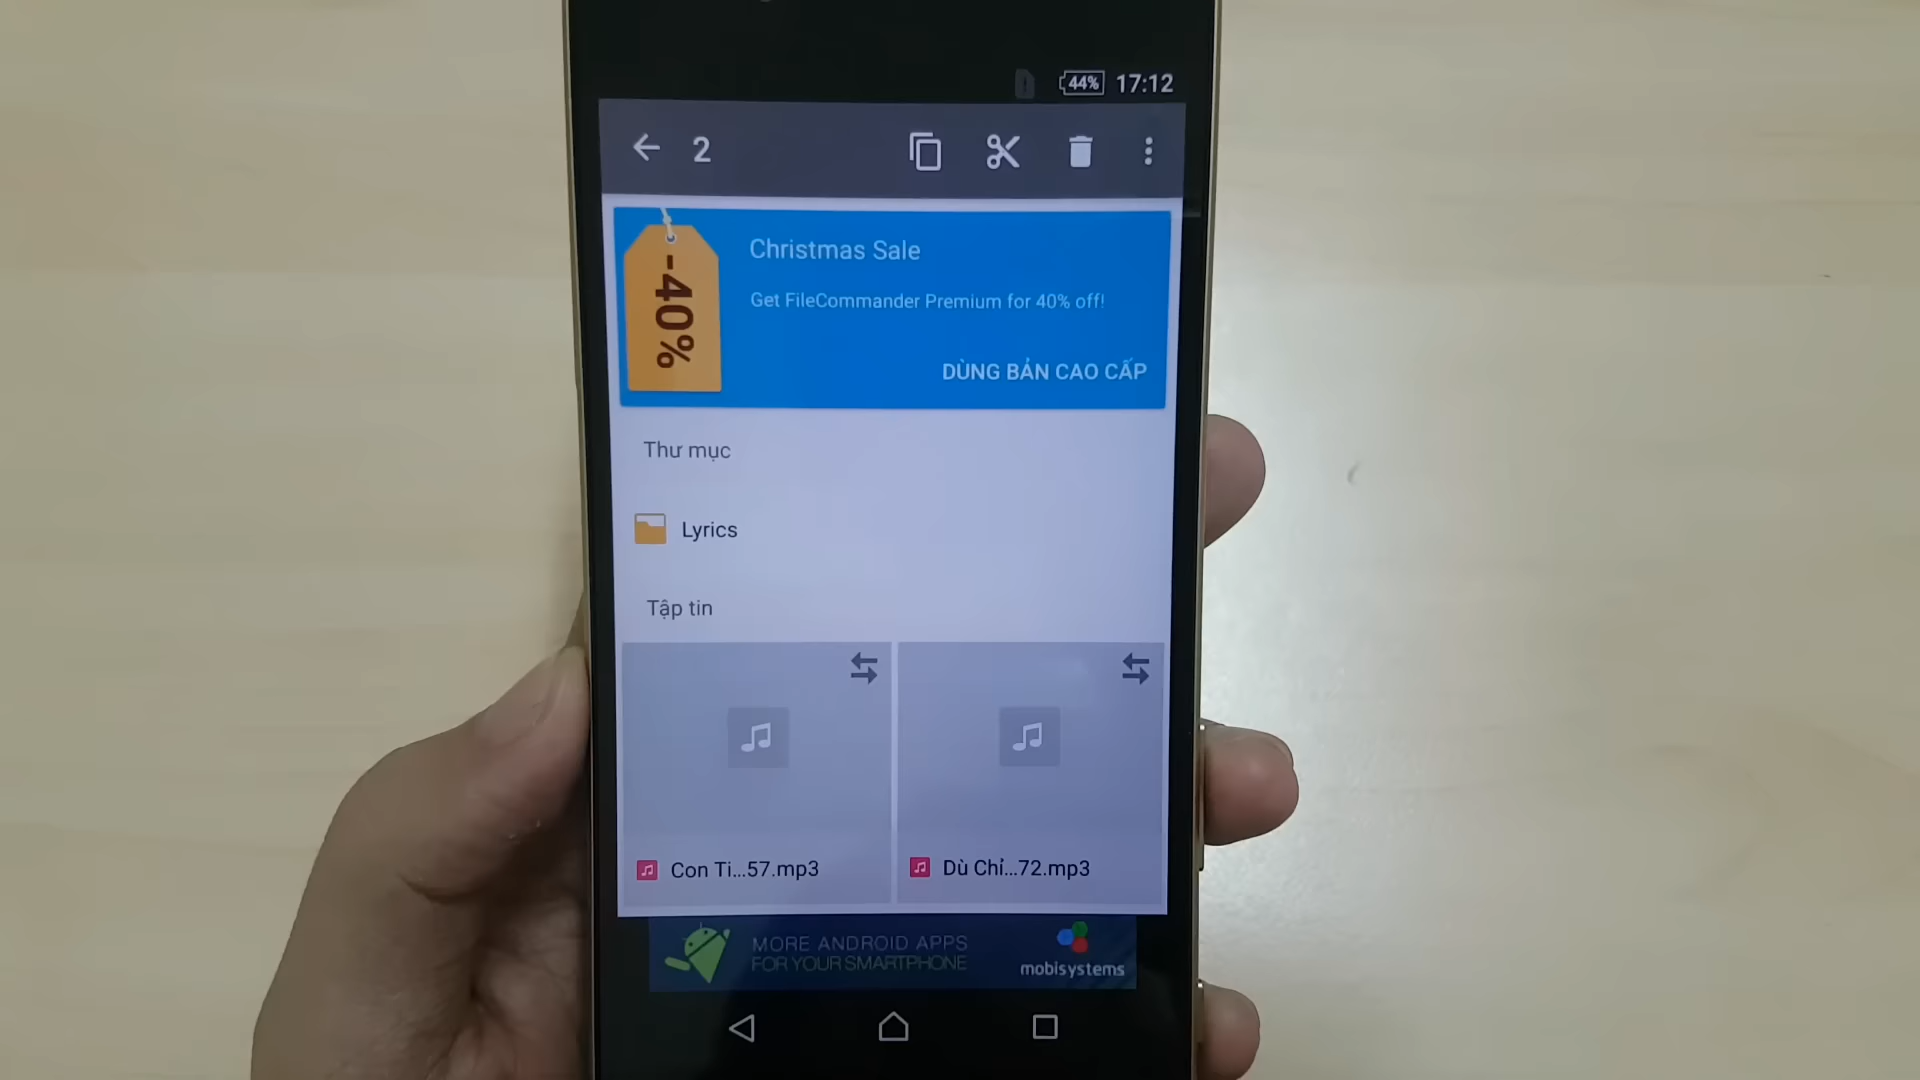 44% 17:12
2
-40%
Christmas Sale
Get FileCommander Premium for 40% off!
DÙNG BẢN CAO CẤP
Thư mục
Lyrics
Tập tin
Con Ti...57.mp3
Dù Chỉ...72.mp3
MORE ANDROID APPS
FOR YOUR SMARTPHONE
mobisystems